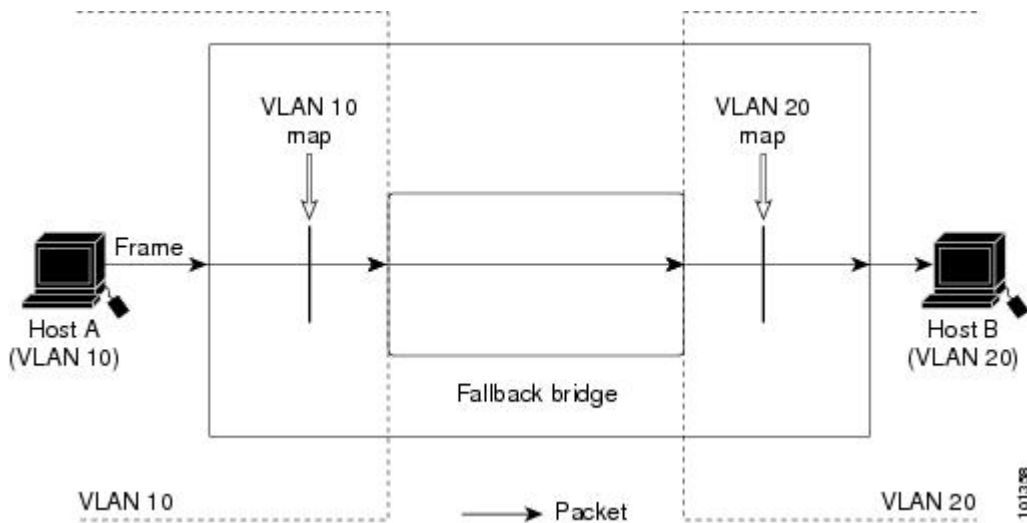 VLAN 10
map
VLAN 20
map
Frame
Host A
(VLAN 10)
Host B
(VLAN 20)
Fallback bridge
VLAN 10
Packet
VLAN 20
101358